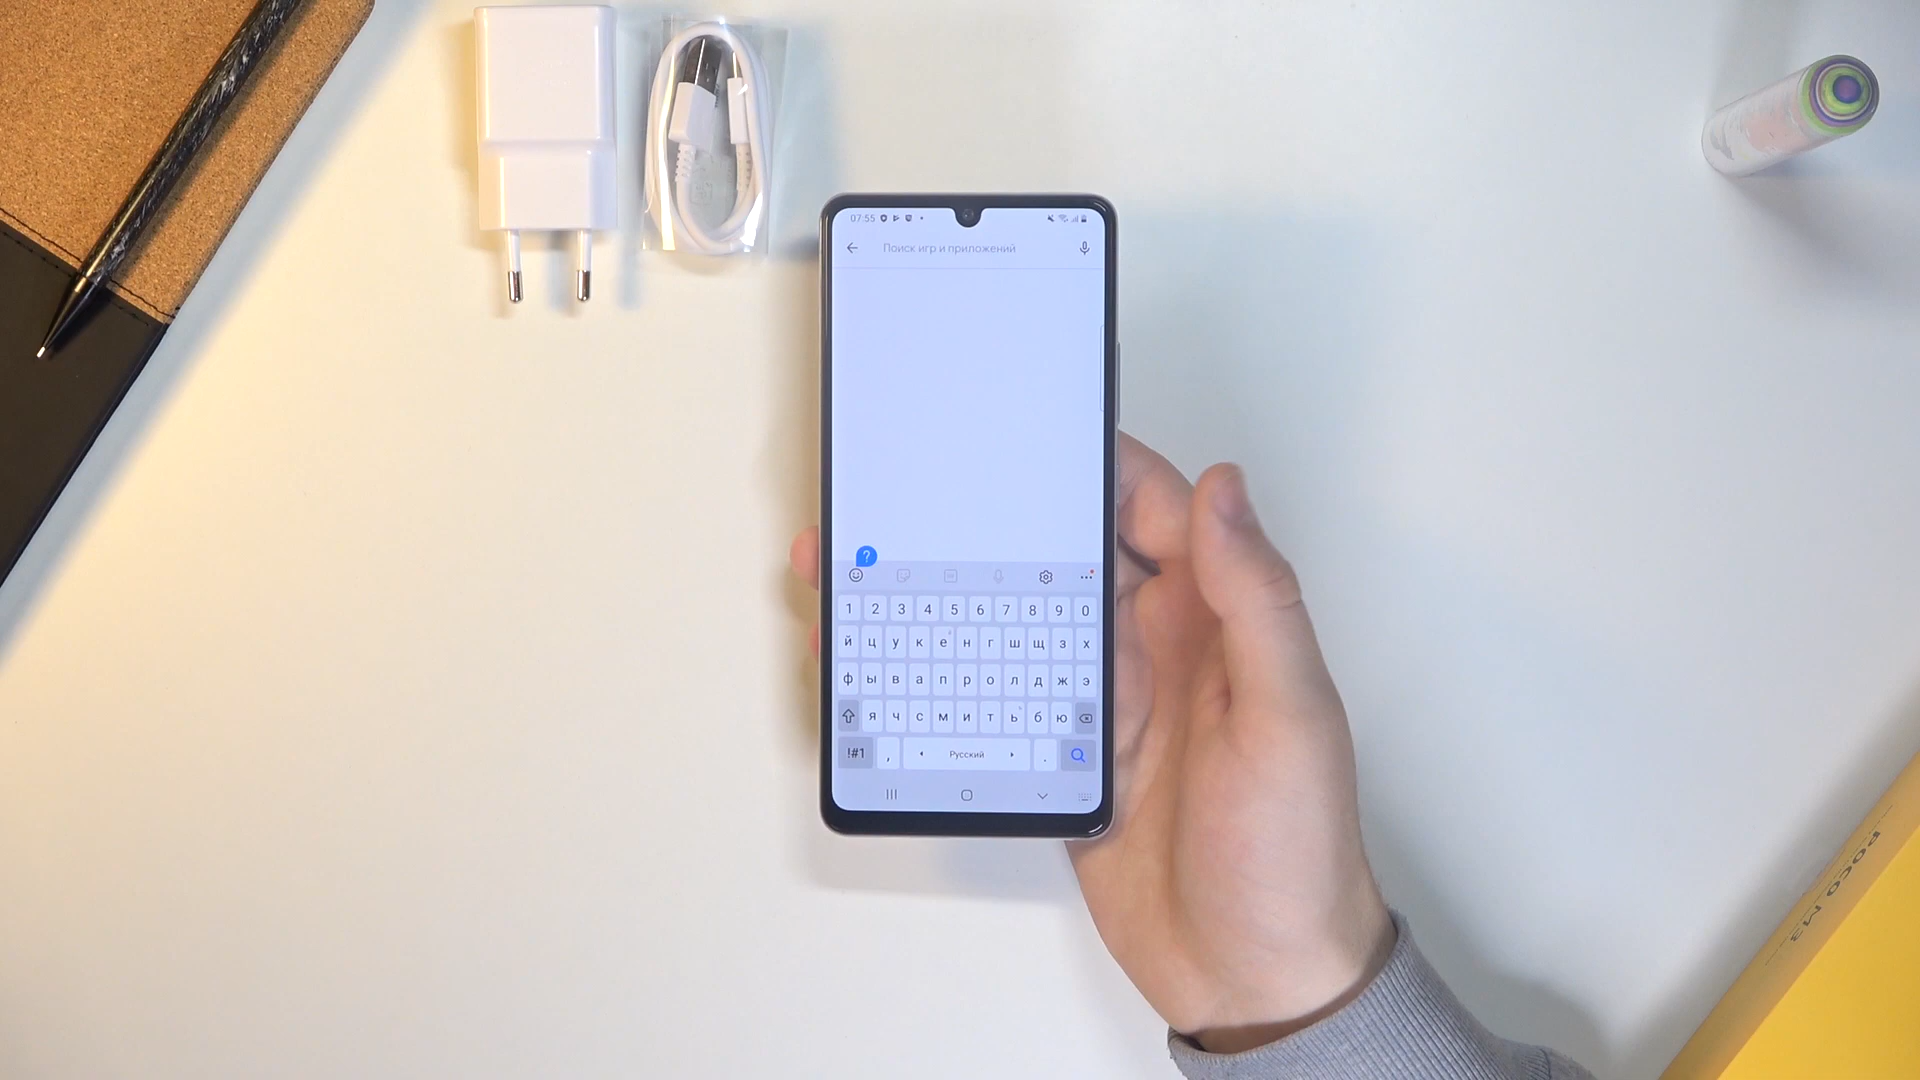 07:55
Поиск игр и приложений
?
1 2 3 4 5 6 7 8 9 0
й ц у к е н г ш щ з х
ф ы в а п р о л д ж э
я ч с м и т ь б ю
!#1 , Русский .
POCO M3